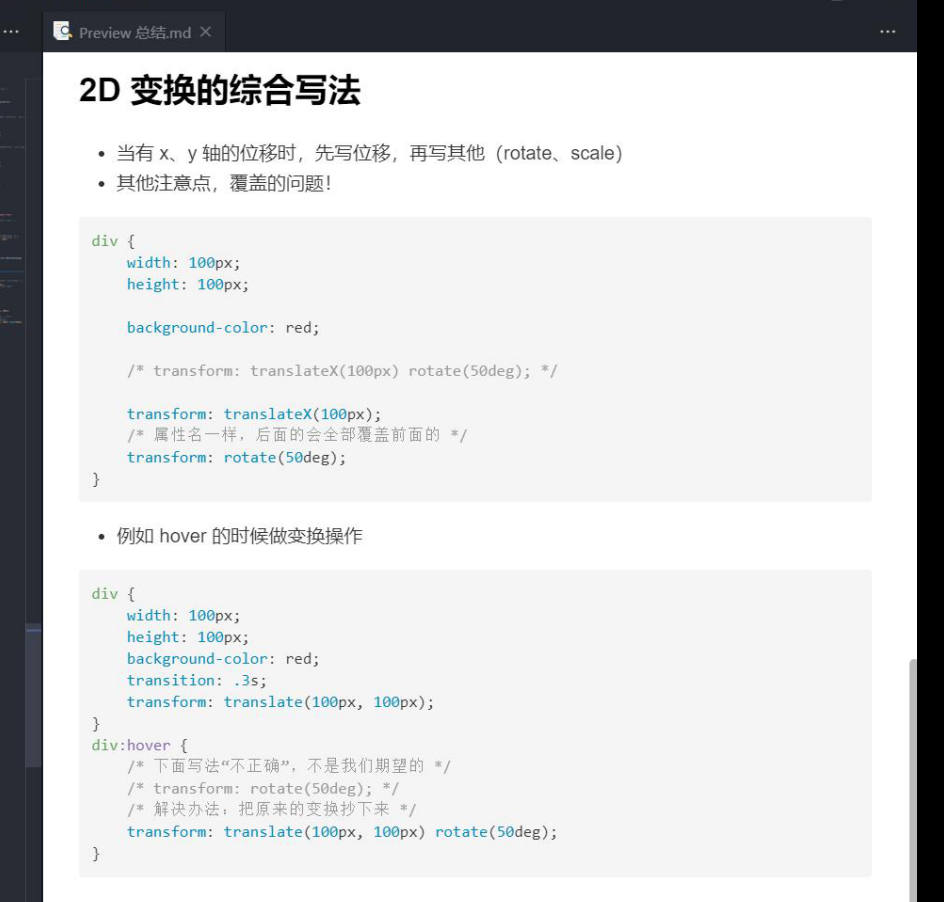 Preview 总结.md
2D 变换的综合写法
当有 x、y 轴的位移时，先写位移，再写其他（rotate、scale）
其他注意点，覆盖的问题！
div {
    width: 100px;
    height: 100px;
    background-color: red;
    /* transform: translateX(100px) rotate(50deg); */
    transform: translateX(100px);
    /* 属性名一样，后面的会全部覆盖前面的 */
    transform: rotate(50deg);
}
例如 hover 的时候做变换操作
div {
    width: 100px;
    height: 100px;
    background-color: red;
    transition: .3s;
    transform: translate(100px, 100px);
}
div:hover {
    /* 下面写法“不正确”，不是我们期望的 */
    /* transform: rotate(50deg); */
    /* 解决办法：把原来的变换抄下来 */
    transform: translate(100px, 100px) rotate(50deg);
}